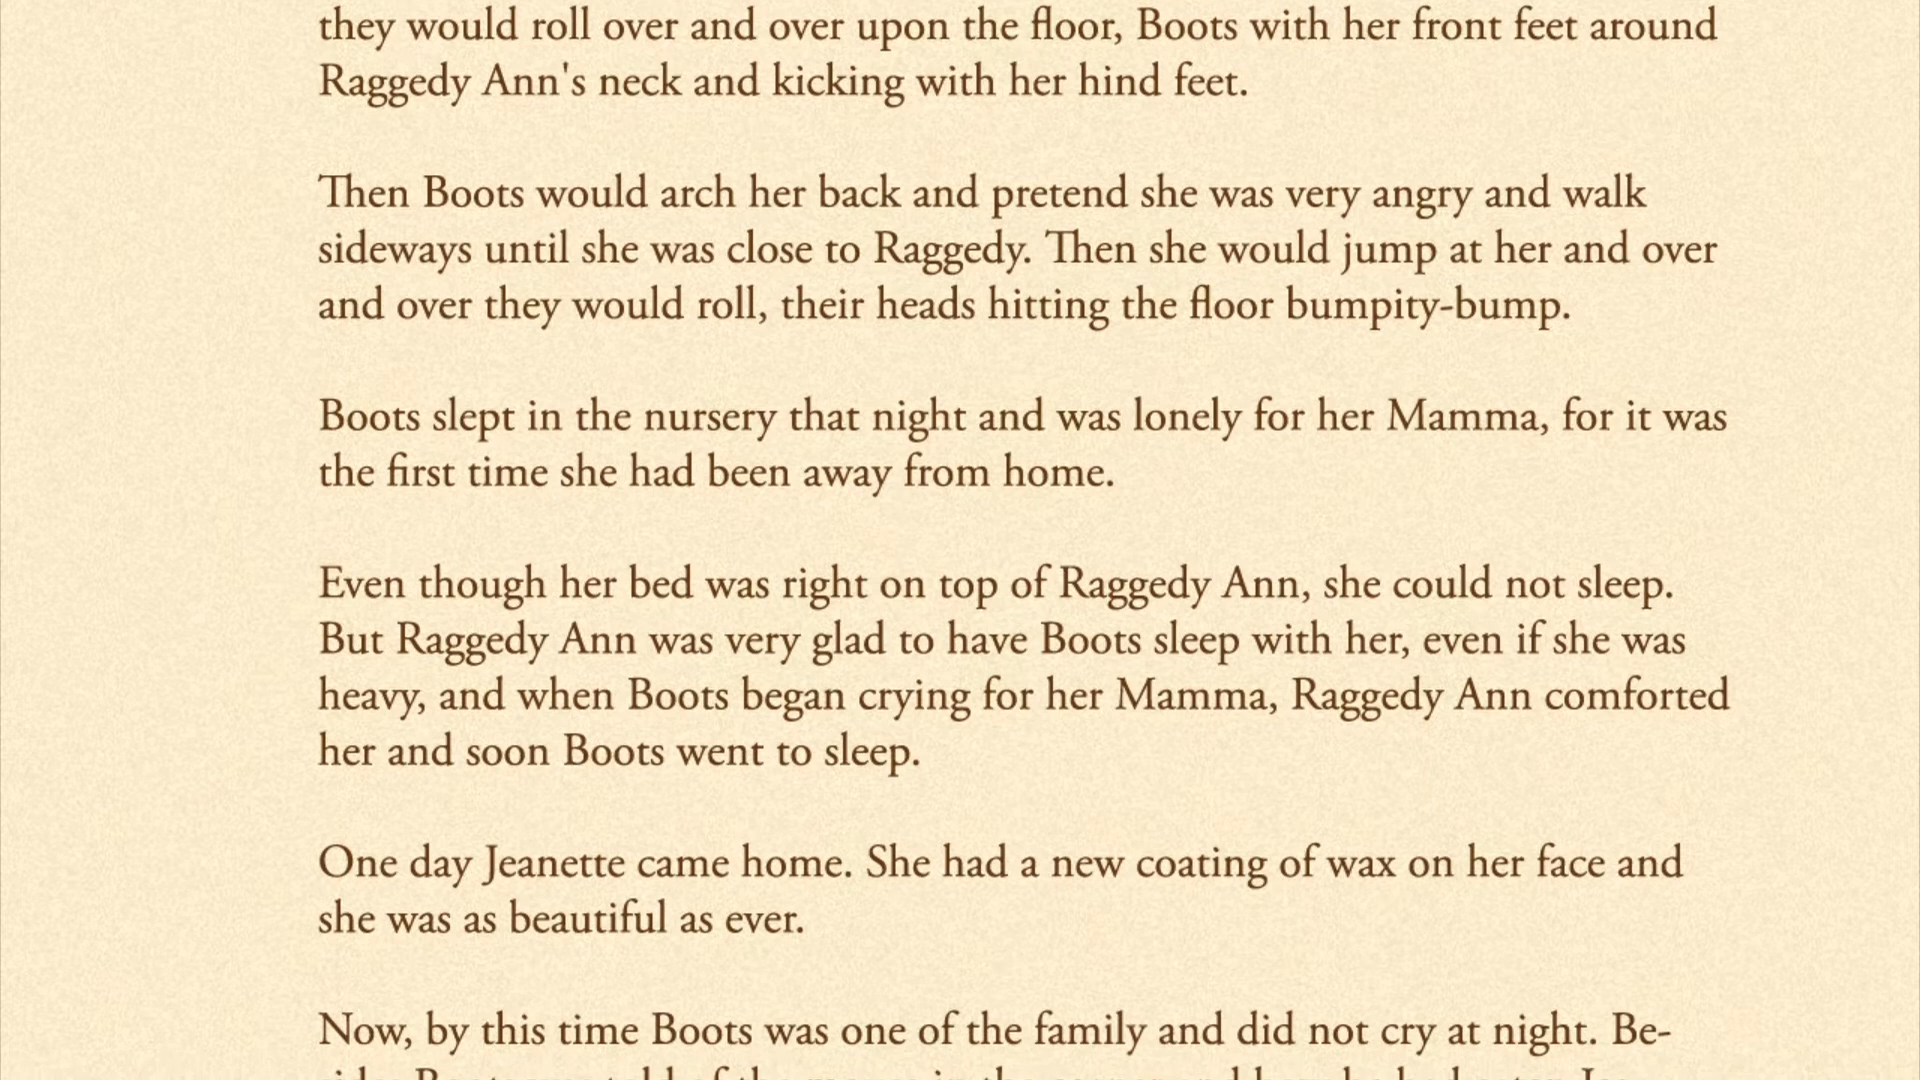 they would roll over and over upon the floor, Boots with her front feet around
Raggedy Ann's neck and kicking with her hind feet.
Then Boots would arch her back and pretend she was very angry and walk
sideways until she was close to Raggedy. Then she would jump at her and over
and over they would roll, their heads hitting the floor bumpity-bump.
Boots slept in the nursery that night and was lonely for her Mamma, for it was
the first time she had been away from home.
Even though her bed was right on top of Raggedy Ann, she could not sleep.
But Raggedy Ann was very glad to have Boots sleep with her, even if she was
heavy, and when Boots began crying for her Mamma, Raggedy Ann comforted
her and soon Boots went to sleep.
One day Jeanette came home. She had a new coating of wax on her face and
she was as beautiful as ever.
Now, by this time Boots was one of the family and did not cry at night. Be-